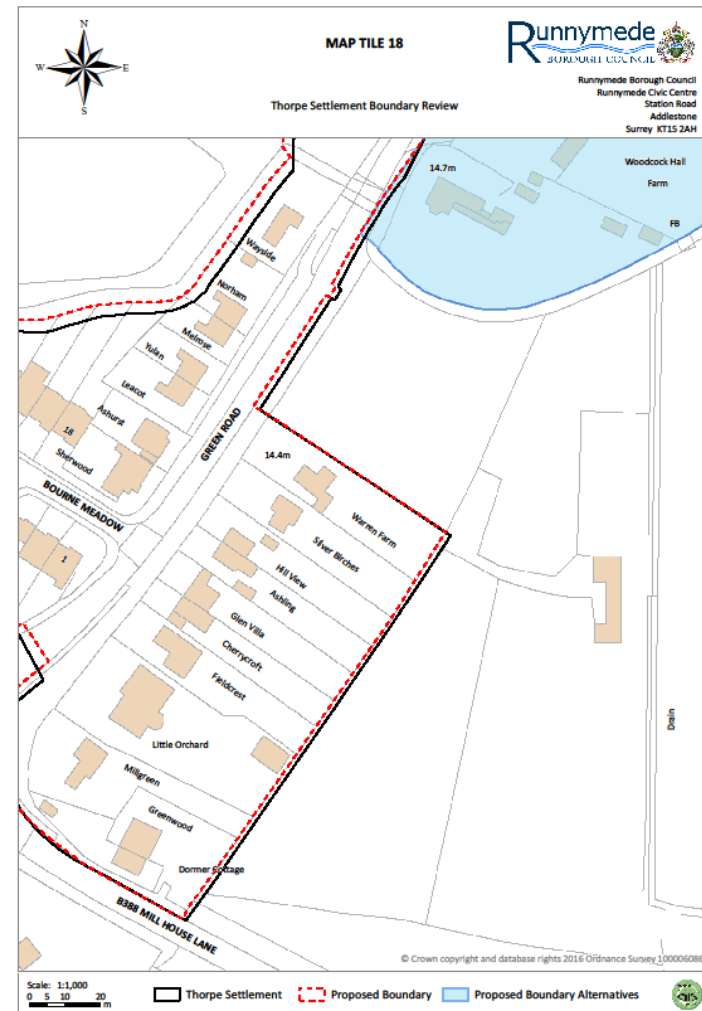 N
W
E
S
MAP TILE 18
Thorpe Settlement Boundary Review
Runnymede
BOROUGH COUNCIL
Runnymede Borough Council
Runnymede Civic Centre
Station Road
Addlestone
Surrey KT15 2AH
14.7m
Woodcock Hall
Farm
FB
Wayside
Norham
Melrose
Yulan
Leacot
Ashurst
18
Sherwood
GREEN ROAD
BOURNE MEADOW
1
14.4m
Warren Farm
Silver Birches
Hill View
Ashling
Glen Villa
Cherrycroft
Fieldcrest
Little Orchard
Millgreen
Greenwood
Dormer Cottage
Drain
B388 MILL HOUSE LANE
© Crown copyright and database rights 2016 Ordnance Survey 100006086
Scale: 1:1,000
0 5 10 20
m
Thorpe Settlement
Proposed Boundary
Proposed Boundary Alternatives